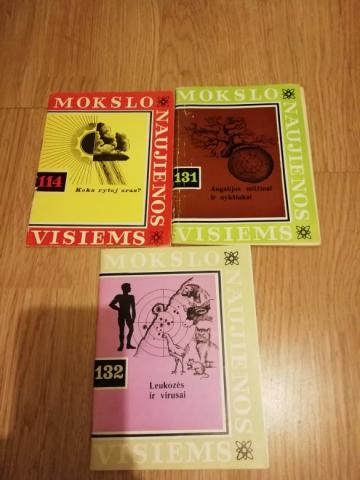 MOKSLO
NAUJIENOS
114
Koks rytoj oras?
VISIEMS
MOKSLO
NAUJIENOS
131
Augalijos milžinai
ir nykštukai
VISIEMS
MOKSLO
NAUJIENOS
132
Leukozės
ir virusai
VISIEMS